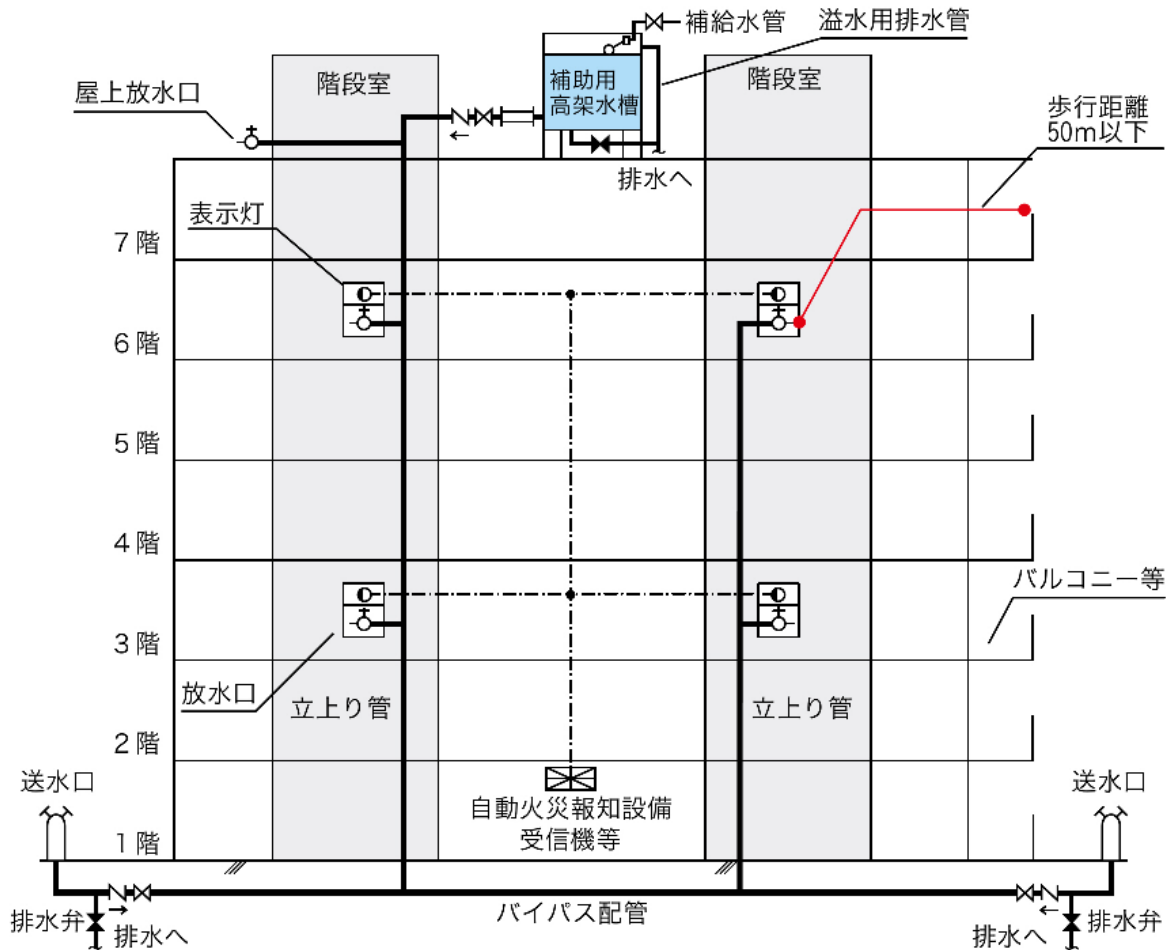 補給水管
溢水用排水管
階段室
補助用
高架水槽
階段室
屋上放水口
歩行距離
50m以下
排水へ
表示灯
7階
6階
5階
4階
バルコニー等
3階
放水口
立上り管
立上り管
2階
送水口
自動火災報知設備
受信機等
送水口
1階
バイパス配管
排水弁
排水へ
排水へ
排水弁